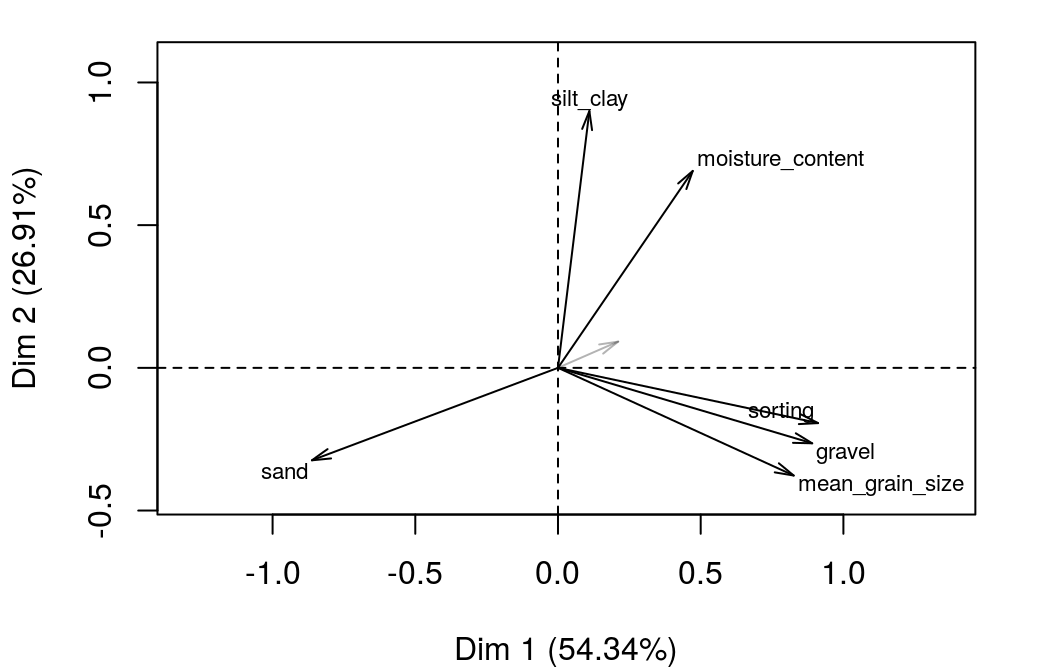 1.0
0.5
0.0
-0.5
Dim 2 (26.91%)
silt_clay
moisture_content
sorting
gravel
mean_grain_size
sand
-1.0 -0.5 0.0 0.5 1.0
Dim 1 (54.34%)